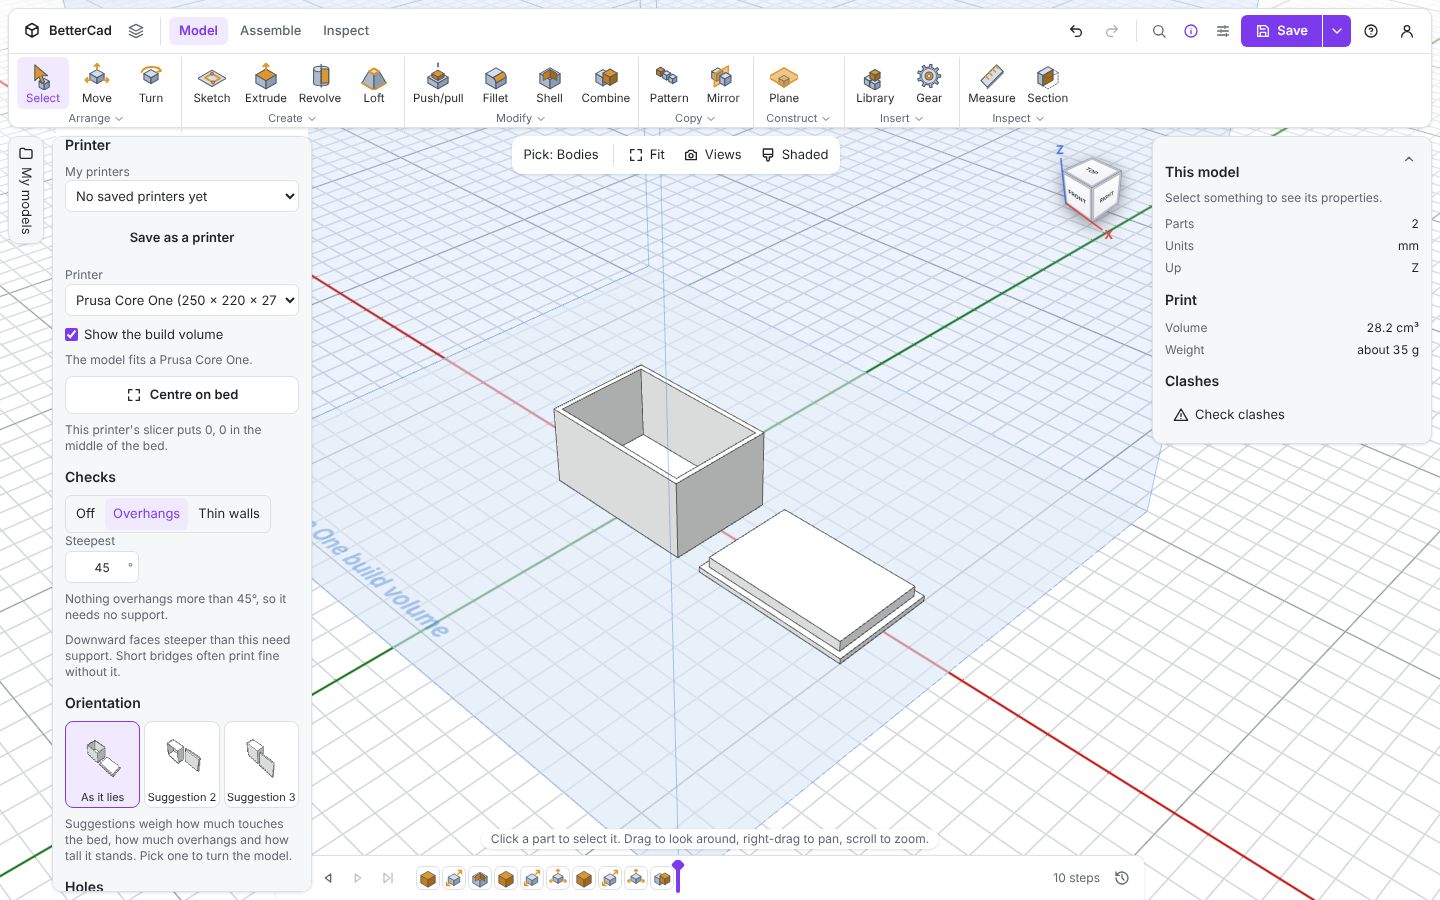 BetterCad
Model
Assemble
Inspect
Save
Select
Move
Turn
Sketch
Extrude
Revolve
Loft
Push/pull
Fillet
Shell
Combine
Pattern
Mirror
Plane
Library
Gear
Measure
Section
Arrange
Create
Modify
Copy
Construct
Insert
Inspect
My models
Printer
My printers
No saved printers yet
Save as a printer
Printer
Prusa Core One (250 × 220 × 27
Show the build volume
The model fits a Prusa Core One.
Centre on bed
This printer's slicer puts 0, 0 in the
middle of the bed.
Checks
Off
Overhangs
Thin walls
Steepest
45 °
Nothing overhangs more than 45°, so it
needs no support.
Downward faces steeper than this need
support. Short bridges often print fine
without it.
Orientation
As it lies
Suggestion 2
Suggestion 3
Suggestions weigh how much touches
the bed, how much overhangs and how
tall it stands. Pick one to turn the model.
Holes
Pick: Bodies
Fit
Views
Shaded
Z
TOP
FRONT
RIGHT
X
One build volume
Click a part to select it. Drag to look around, right-drag to pan, scroll to zoom.
10 steps
This model
Select something to see its properties.
Parts 2
Units mm
Up Z
Print
Volume 28.2 cm³
Weight about 35 g
Clashes
Check clashes